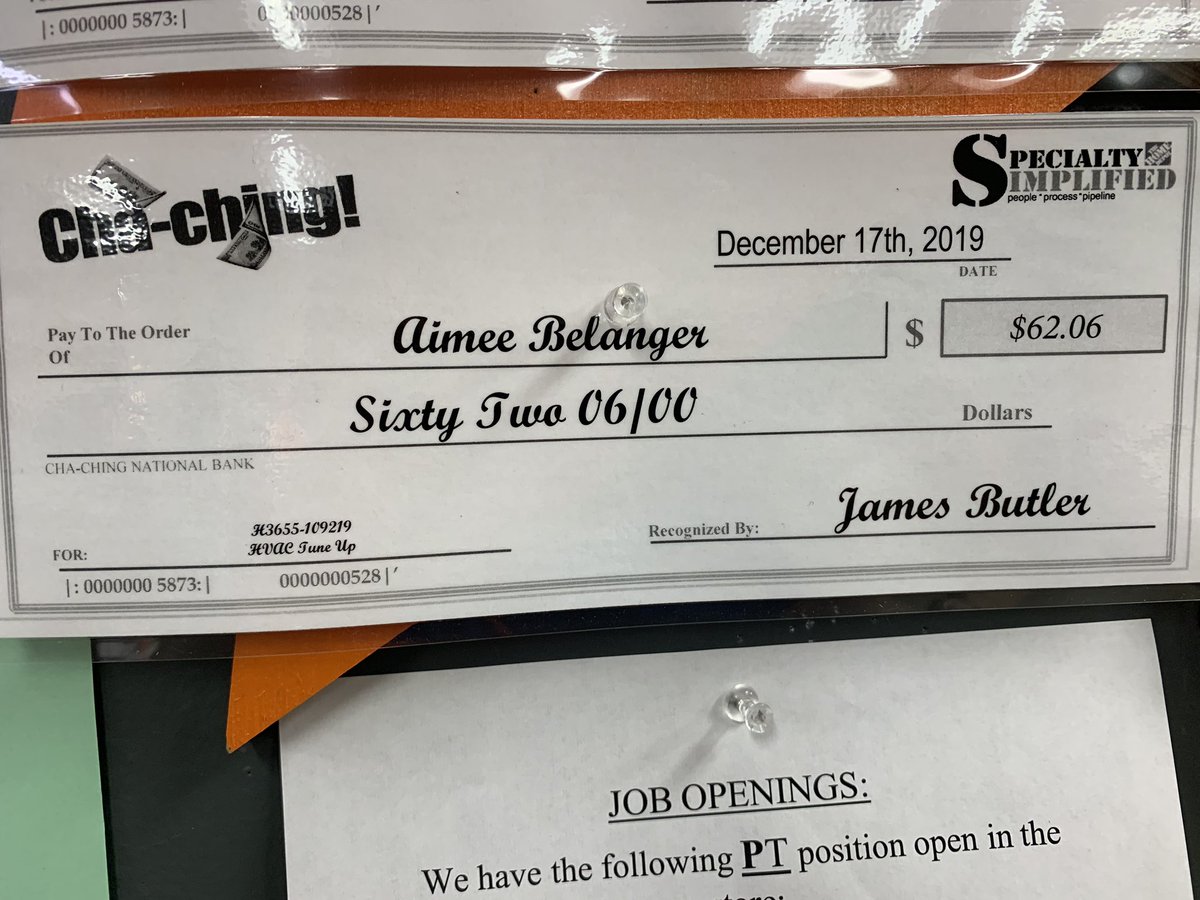 |: 0000000 5873:|
0000000528|’
cha-ching!
SPECIALTY
SIMPLIFIED
people*process*pipeline
December 17th, 2019
DATE
Pay To The Order
Of
Aimee Belanger
$
$62.06
Sixty Two 06/00
Dollars
CHA-CHING NATIONAL BANK
H3655-109219
HVAC Tune Up
FOR:
Recognized By:
James Butler
|: 0000000 5873:|
0000000528|’
JOB OPENINGS:
We have the following PT position open in the